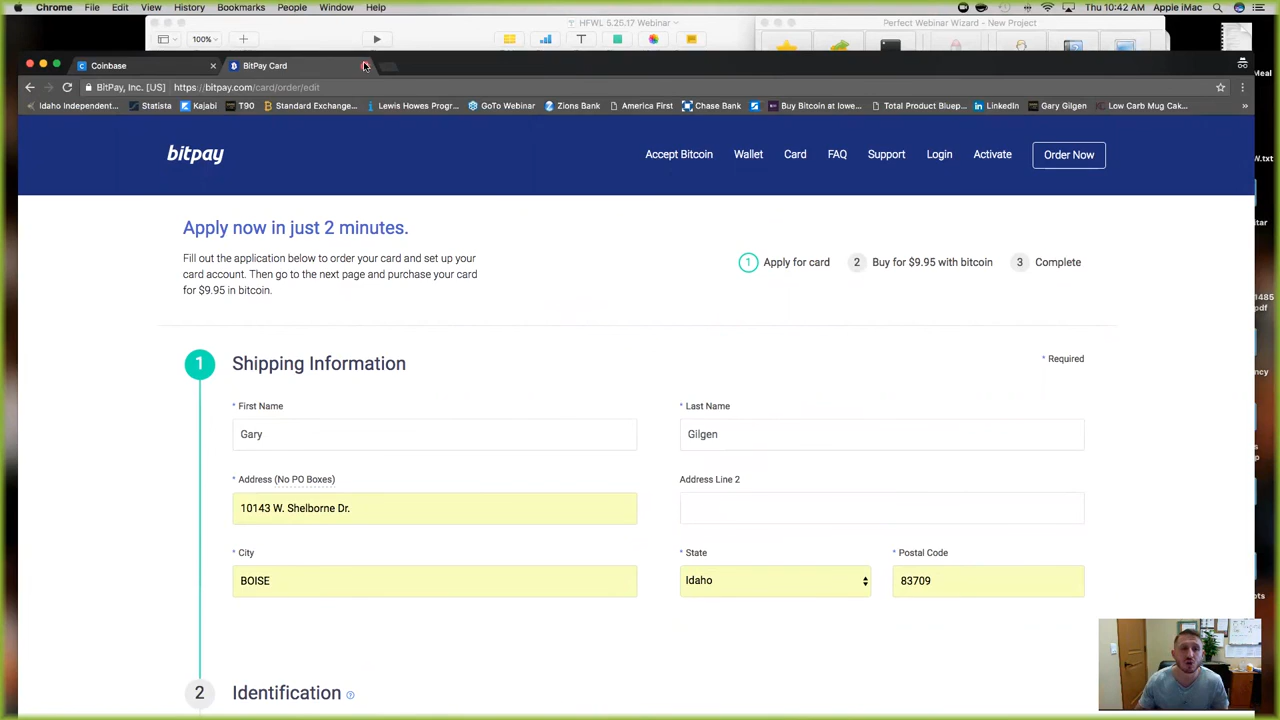 Chrome File Edit View History Bookmarks People Window Help Thu 10:42 AM Apple iMac
HFWL 5.25.17 Webinar Perfect Webinar Wizard - New Project
100%
Coinbase BitPay Card
BitPay, Inc. [US] https://bitpay.com/card/order/edit
Idaho Independent... Statista Kajabi T90 Standard Exchange... Lewis Howes Progr... GoTo Webinar Zions Bank America First Chase Bank Buy Bitcoin at lowe... Total Product Bluep... LinkedIn Gary Gilgen Low Carb Mug Cak... »
Meal
bitpay Accept Bitcoin Wallet Card FAQ Support Login Activate Order Now
W.txt
itar
Apply now in just 2 minutes.
Fill out the application below to order your card and set up your
card account. Then go to the next page and purchase your card
for $9.95 in bitcoin.
1 Apply for card 2 Buy for $9.95 with bitcoin 3 Complete
1485
pdf
1 Shipping Information * Required
ncy
* First Name * Last Name
Gary Gilgen
* Address (No PO Boxes) Address Line 2
10143 W. Shelborne Dr.
* City * State * Postal Code
BOISE Idaho 83709
ots
2 Identification